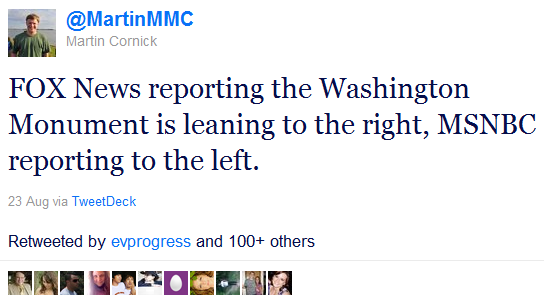 @MartinMMC
Martin Cornick
FOX News reporting the Washington
Monument is leaning to the right, MSNBC
reporting to the left.
23 Aug via TweetDeck
Retweeted by evprogress and 100+ others